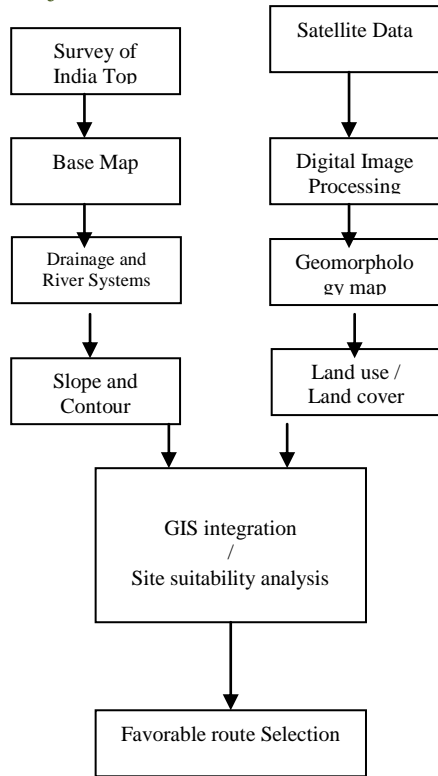 Survey of
India Top
Base Map
Drainage and
River Systems
Slope and
Contour
Satellite Data
Digital Image
Processing
Geomorpholo
gy map
Land use /
Land cover
GIS integration
/
Site suitability analysis
Favorable route Selection